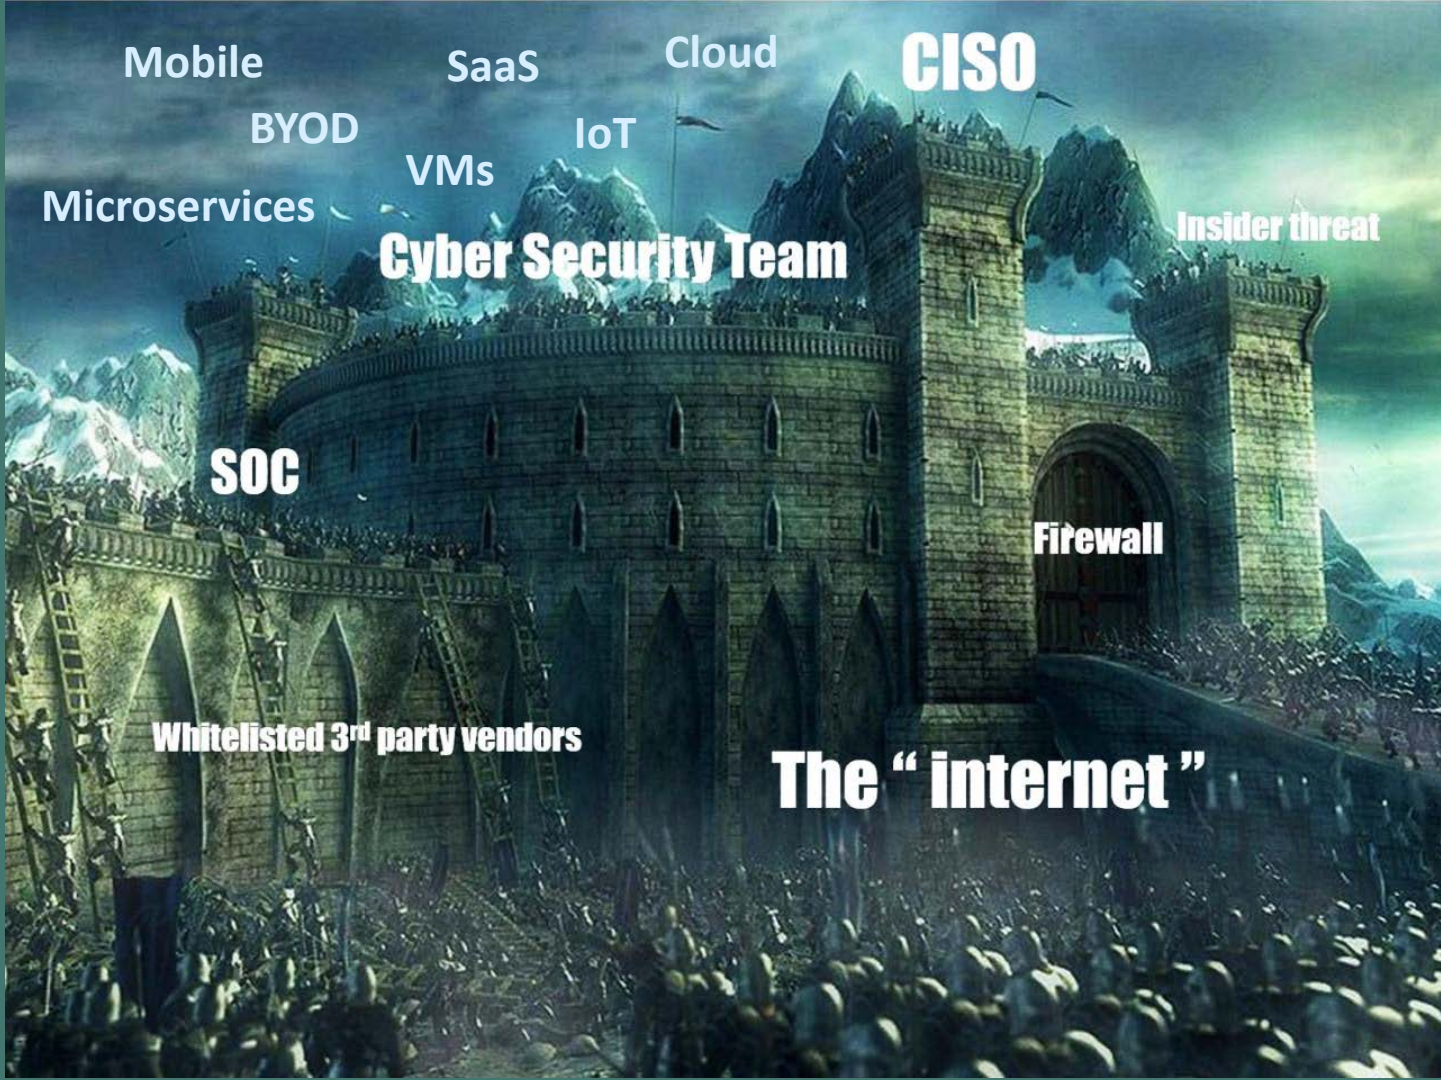 Mobile
SaaS
Cloud
CISO
BYOD
IoT
VMs
Microservices
Insider threat
Cyber Security Team
SOC
Firewall
Whitelisted 3rd party vendors
The “ internet ”